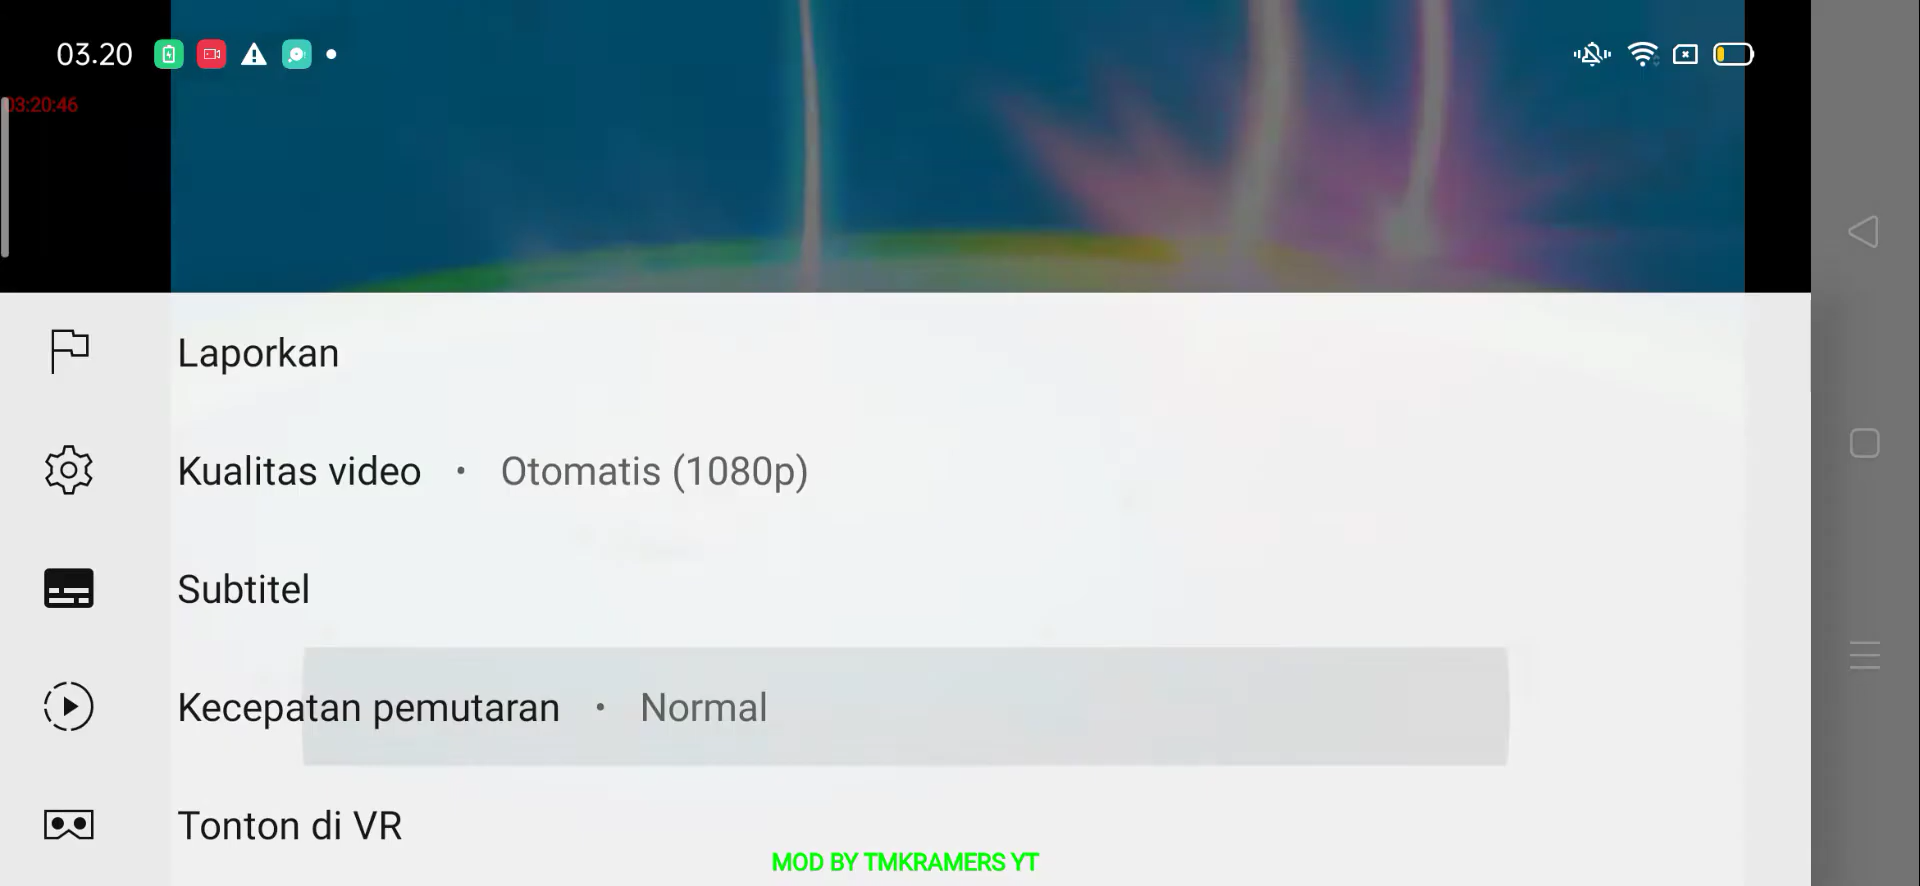 03.20
03:20:46
Laporkan
Kualitas video • Otomatis (1080p)
Subtitel
Kecepatan pemutaran • Normal
Tonton di VR
MOD BY TMKRAMERS YT